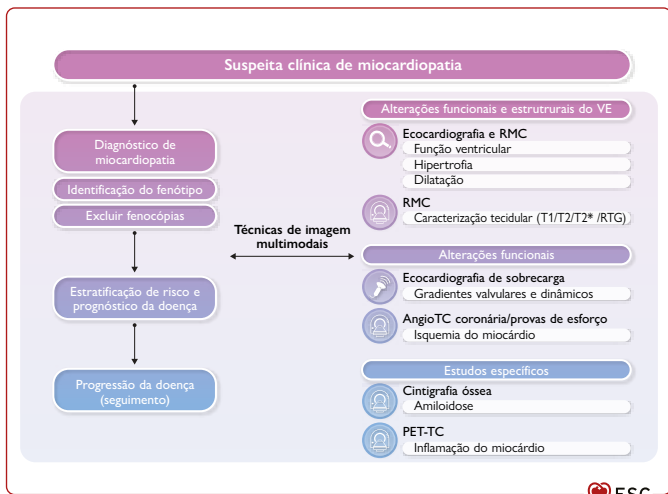 Suspeita clínica de miocardiopatia
Diagnóstico de
miocardiopatia
Identificação do fenótipo
Excluir fenocópias
Estratificação de risco e
prognóstico da doença
Progressão da doença
(seguimento)
Técnicas de imagem
multimodais
Alterações funcionais e estruturais do VE
Ecocardiografia e RMC
Função ventricular
Hipertrofia
Dilatação
RMC
Caracterização tecidular (T1/T2/T2* /RTG)
Alterações funcionais
Ecocardiografia de sobrecarga
Gradientes valvulares e dinâmicos
AngioTC coronária/provas de esforço
Isquemia do miocárdio
Estudos específicos
Cintigrafia óssea
Amiloidose
PET-TC
Inflamação do miocárdio
ESC